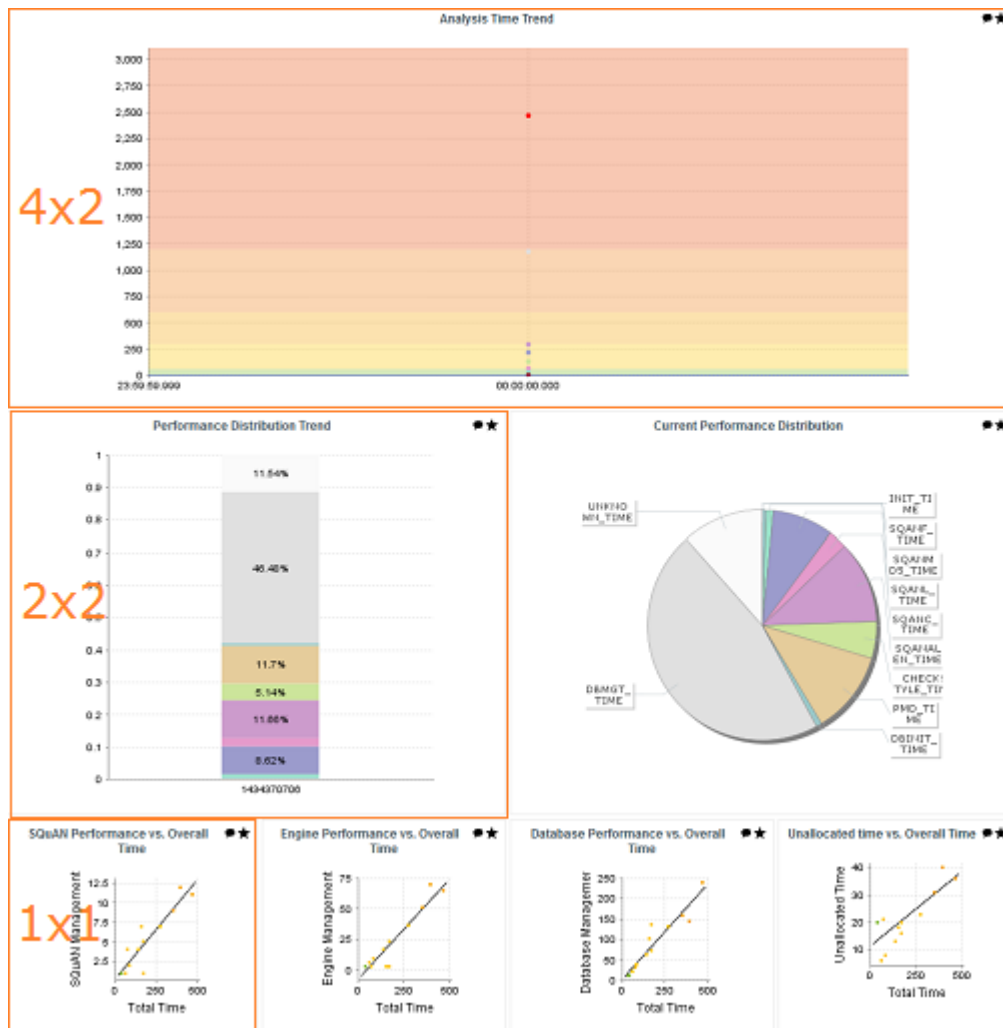 Analysis Time Trend
3,000
2,750
2,500
2,250
2,000
1,750
1,500
1,250
1,000
750
500
250
0
23:59:59.999
00:00:00.000
4x2
Performance Distribution Trend
1
0.9
0.8
0.7
0.4
0.3
0.2
0.1
0
11.54%
46.48%
11.7%
5.14%
11.66%
8.62%
1434370706
2x2
Current Performance Distribution
UNKNO
WN_TIME
DBMGT_
TIME
INIT_TI
ME
SQANF_
TIME
SQANM
DS_TIME
SQANL_
TIME
SQANC_
TIME
SQANAL
EN_TIME
CHECKS
TYLE_TIM
PMD_TI
ME
DBINIT_
TIME
SQuAN Performance vs. Overall
Time
12.5
10
7.5
5
2.5
SQuAN Management
0
250
500
Total Time
1x1
Engine Performance vs. Overall
Time
75
50
25
0
Engine Management
0
250
500
Total Time
Database Performance vs. Overall
Time
250
200
150
100
50
0
Database Managemer
0
250
500
Total Time
Unallocated time vs. Overall Time
40
30
20
10
Unallocated Time
0
250
500
Total Time